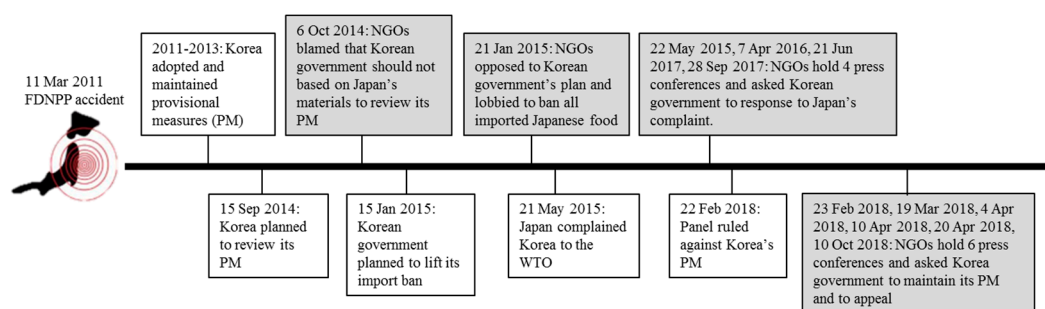 11 Mar 2011
FDNPP accident
2011-2013: Korea
adopted and
maintained
provisional
measures (PM)
6 Oct 2014: NGOs
blamed that Korean
government should not
based on Japan's
materials to review its
PM
21 Jan 2015: NGOs
opposed to Korean
government's plan and
lobbied to ban all
imported Japanese food
22 May 2015, 7 Apr 2016, 21 Jun
2017, 28 Sep 2017: NGOs hold 4 press
conferences and asked Korean
government to response to Japan's
complaint.
15 Sep 2014:
Korea planned
to review its
PM
15 Jan 2015:
Korean
government
planned to lift its
import ban
21 May 2015:
Japan complained
Korea to the
WTO
22 Feb 2018:
Panel ruled
against Korea's
PM
23 Feb 2018, 19 Mar 2018, 4 Apr
2018, 10 Apr 2018, 20 Apr 2018,
10 Oct 2018: NGOs hold 6 press
conferences and asked Korea
government to maintain its PM
and to appeal